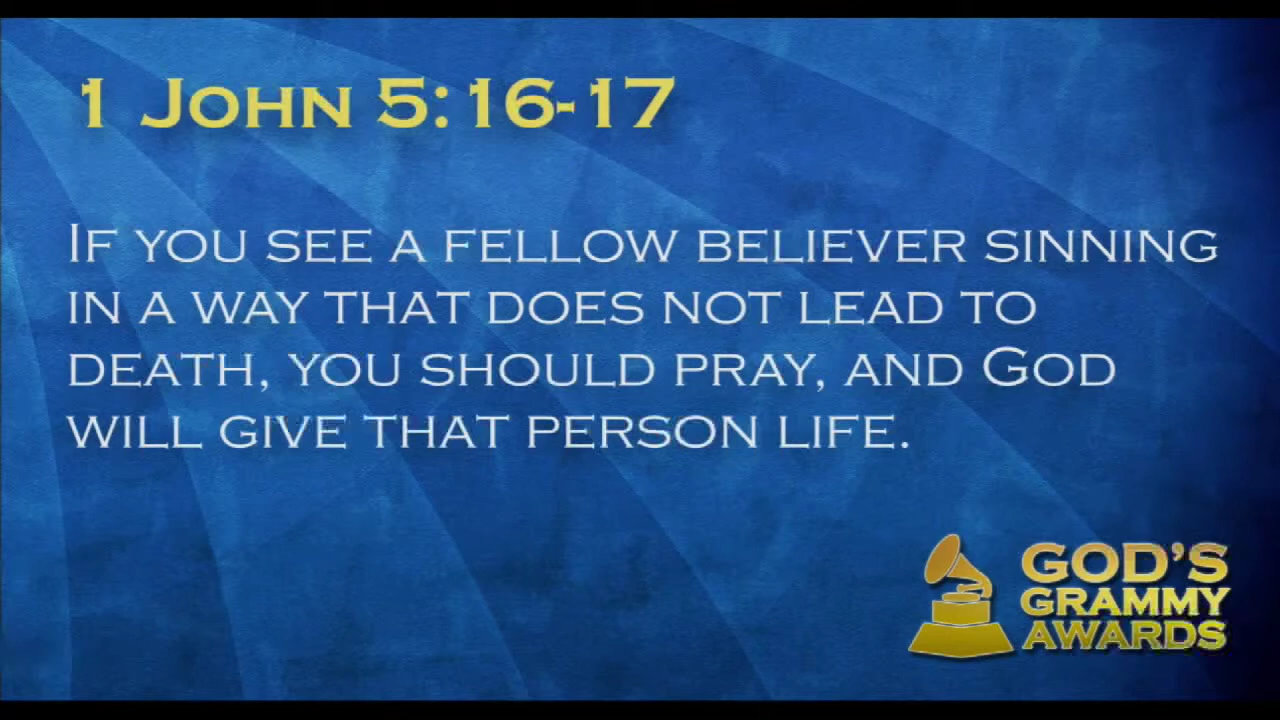 1 John 5:16-17
If you see a fellow believer sinning
in a way that does not lead to
death, you should pray, and God
will give that person life.
GOD'S
GRAMMY
AWARDS